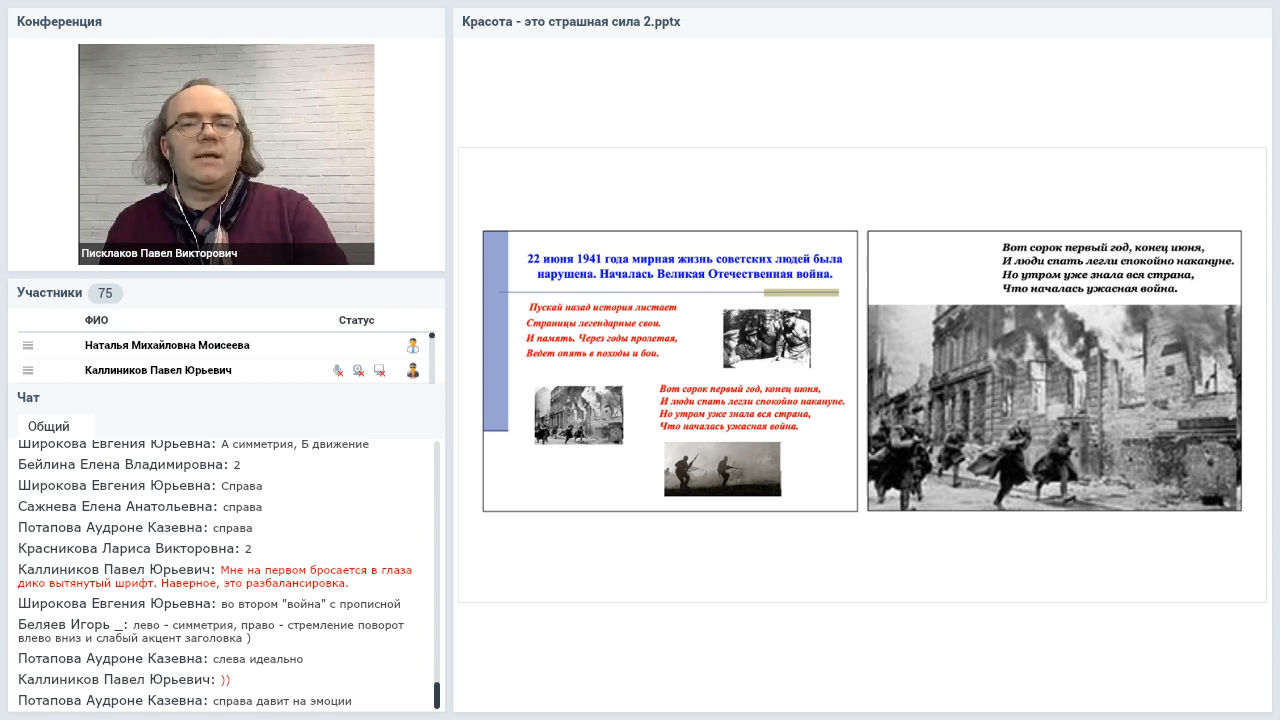 Конференция
Писклаков Павел Викторович
Участники 75
ФИО Статус
Наталья Михайловна Моисеева
Каллиников Павел Юрьевич
Чат
Общий
Широкова Евгения Юрьевна: А симметрия, Б движение
Бейлина Елена Владимировна: 2
Широкова Евгения Юрьевна: Справа
Сажнева Елена Анатольевна: справа
Потапова Аудроне Казевна: справа
Красникова Лариса Викторовна: 2
Каллиников Павел Юрьевич: Мне на первом бросается в глаза
дико вытянутый шрифт. Наверное, это разбалансировка.
Широкова Евгения Юрьевна: во втором "война" с прописной
Беляев Игорь _: лево - симметрия, право - стремление поворот
влево вниз и слабый акцент заголовка )
Потапова Аудроне Казевна: слева идеально
Каллиников Павел Юрьевич: ))
Потапова Аудроне Казевна: справа давит на эмоции
Красота - это страшная сила 2.pptx
22 июня 1941 года мирная жизнь советских людей была
нарушена. Началась Великая Отечественная война.
Пускай назад история листает
Страницы легендарные свои.
И память. Через годы пролетая,
Ведет опять в походы и бои.
Вот сорок первый год, конец июня,
И люди спать легли спокойно накануне.
Но утром уже знала вся страна,
Что началась ужасная война.
Вот сорок первый год, конец июня,
И люди спать легли спокойно накануне.
Но утром уже знала вся страна,
Что началась ужасная война.